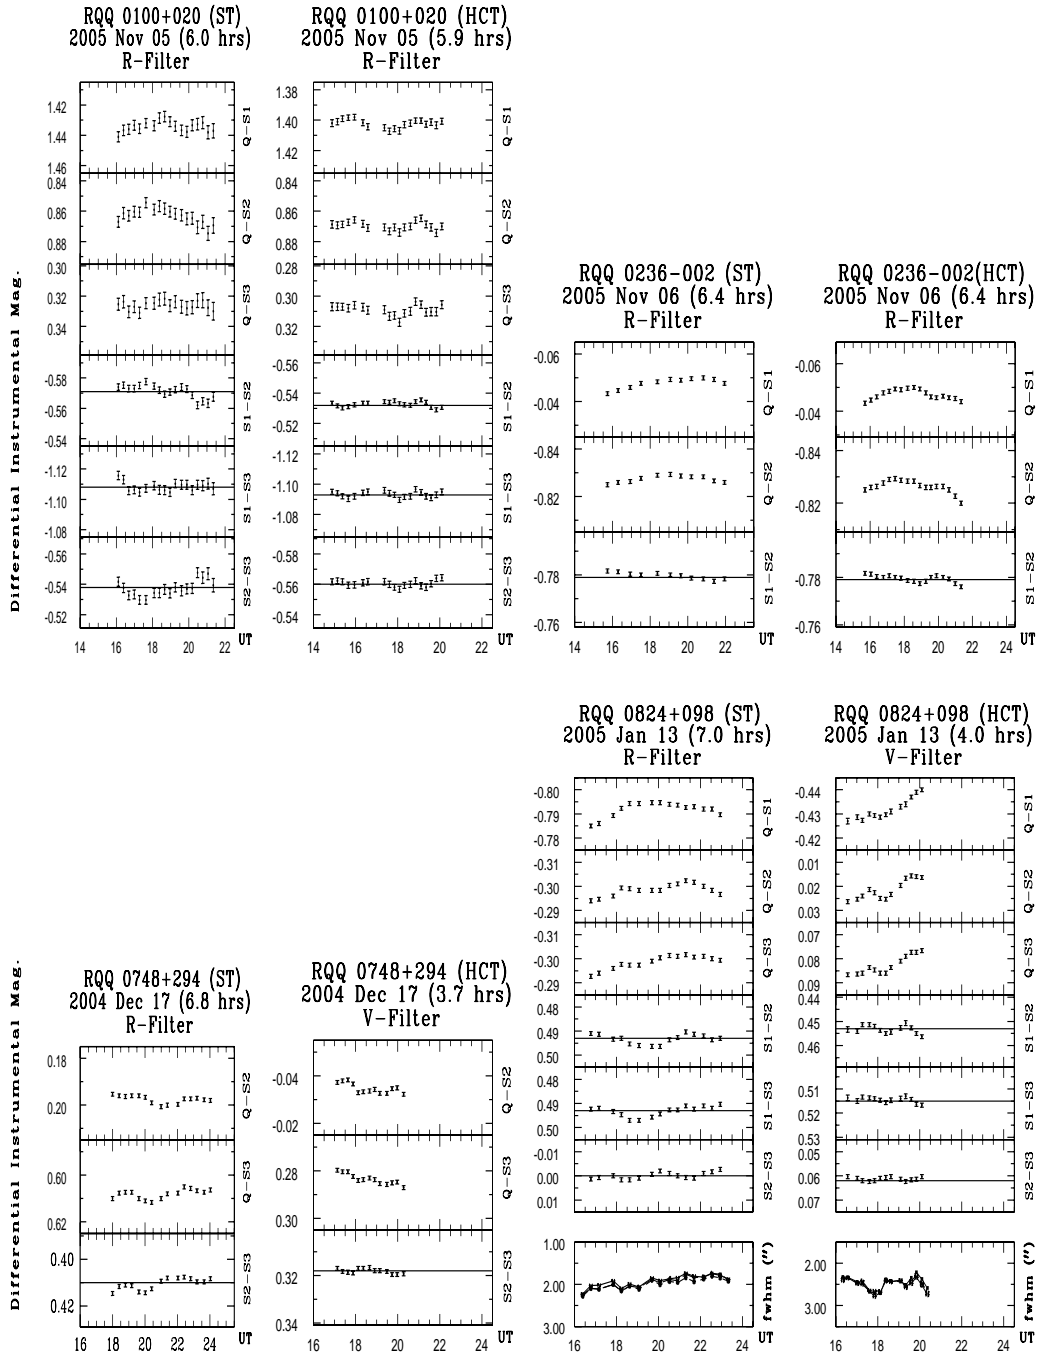 RQQ 0100+020 (ST)
2005 Nov 05 (6.0 hrs)
R-Filter
1.42
1.44
1.46
Q-S1
0.84
0.86
0.88
Q-S2
0.30
0.32
0.34
Q-S3
-0.58
-0.56
-0.54
S1-S2
-1.12
-1.10
-1.08
S1-S3
-0.56
-0.54
-0.52
S2-S3
UT
14 16 18 20 22
RQQ 0100+020 (HCT)
2005 Nov 05 (5.9 hrs)
R-Filter
1.38
1.40
1.42
Q-S1
0.84
0.86
0.88
Q-S2
0.28
0.30
0.32
Q-S3
-0.54
-0.52
S1-S2
-1.12
-1.10
-1.08
S1-S3
-0.58
-0.56
-0.54
S2-S3
UT
14 16 18 20 22
RQQ 0236-002 (ST)
2005 Nov 06 (6.4 hrs)
R-Filter
-0.06
-0.04
Q-S1
-0.84
-0.82
Q-S2
-0.78
-0.76
S1-S2
UT
14 16 18 20 22 24
RQQ 0236-002(HCT)
2005 Nov 06 (6.4 hrs)
R-Filter
-0.06
-0.04
Q-S1
-0.84
-0.82
Q-S2
-0.78
-0.76
S1-S2
UT
14 16 18 20 22 24
Differential Instrumental Mag.
RQQ 0748+294 (ST)
2004 Dec 17 (6.8 hrs)
R-Filter
0.18
0.20
Q-S2
0.60
0.62
Q-S3
0.40
0.42
S2-S3
UT
16 18 20 22 24
RQQ 0748+294 (HCT)
2004 Dec 17 (3.7 hrs)
V-Filter
-0.04
-0.02
Q-S2
0.28
0.30
Q-S3
0.32
0.34
S2-S3
UT
16 18 20 22 24
RQQ 0824+098 (ST)
2005 Jan 13 (7.0 hrs)
R-Filter
-0.80
-0.79
-0.78
Q-S1
-0.31
-0.30
-0.29
Q-S2
-0.31
-0.30
-0.29
Q-S3
0.48
0.49
0.50
S1-S2
0.48
0.49
0.50
S1-S3
-0.01
0.00
0.01
S2-S3
1.00
2.00
3.00
fwhm (″)
UT
16 18 20 22 24
RQQ 0824+098 (HCT)
2005 Jan 13 (4.0 hrs)
V-Filter
-0.44
-0.43
-0.42
Q-S1
0.01
0.02
0.03
Q-S2
0.07
0.08
0.09
Q-S3
0.44
0.45
0.46
S1-S2
0.51
0.52
0.53
S1-S3
0.05
0.06
0.07
S2-S3
2.00
3.00
fwhm (″)
UT
16 18 20 22 24
Differential Instrumental Mag.